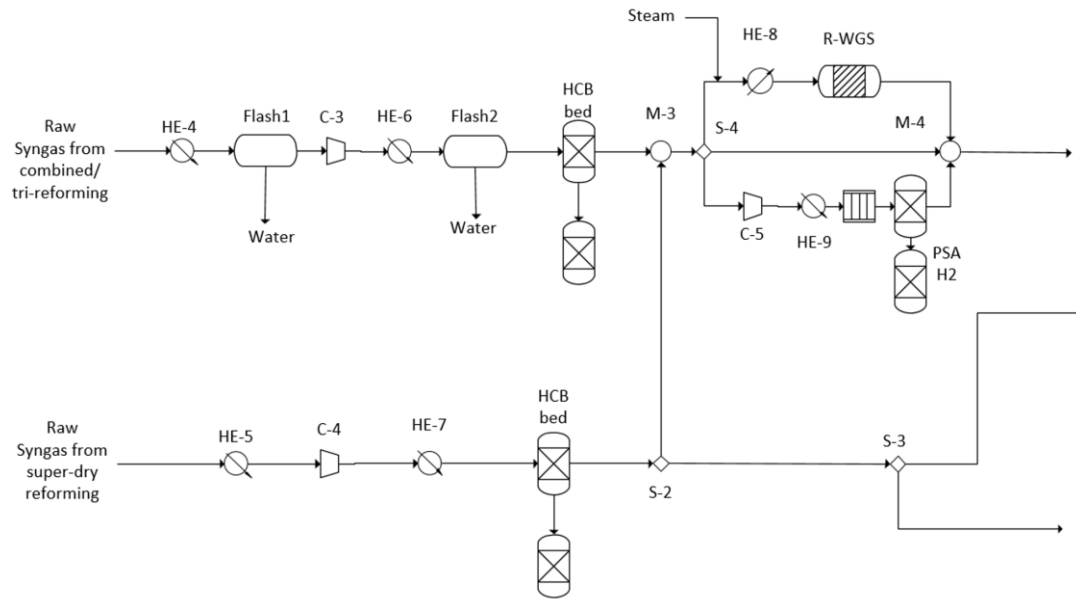 Steam
HE-8
R-WGS
Raw
Syngas from
combined/
tri-reforming
HE-4
Flash1
C-3
HE-6
Flash2
HCB
bed
M-3
S-4
M-4
Water
Water
C-5
HE-9
PSA
H2
Raw
Syngas from
super-dry
reforming
HE-5
C-4
HE-7
HCB
bed
S-2
S-3